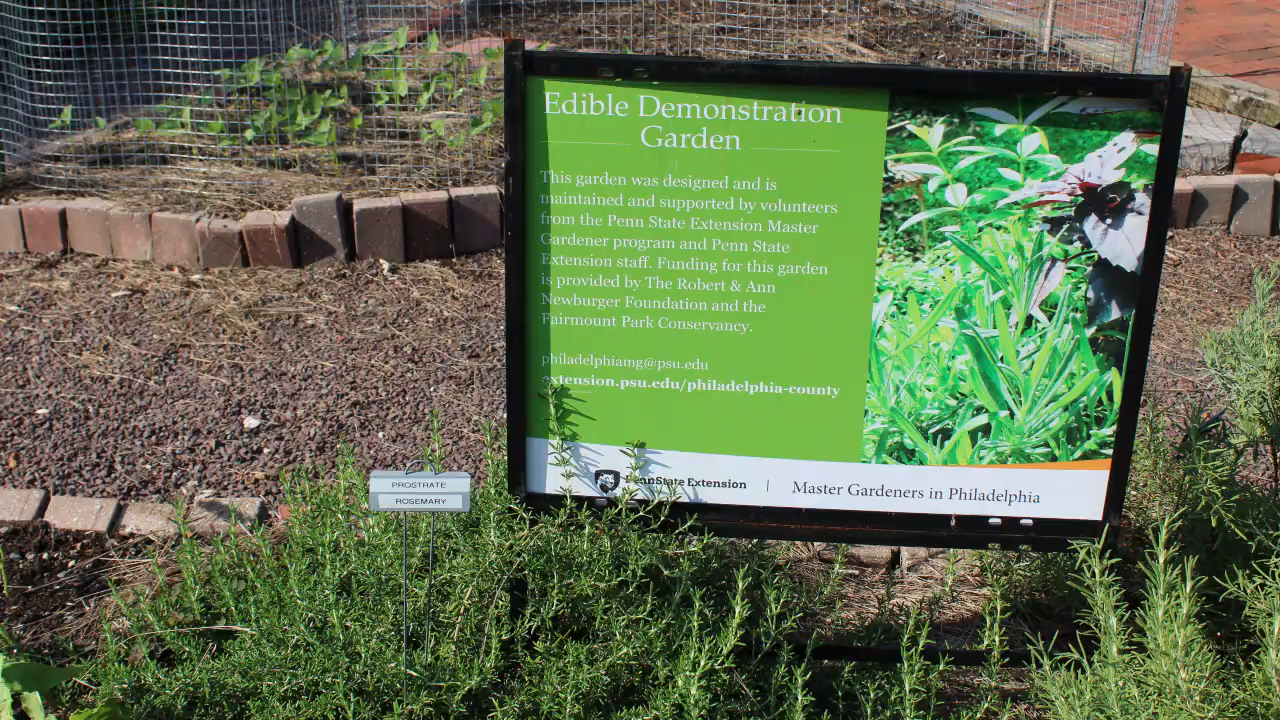 Edible Demonstration
Garden
This garden was designed and is
maintained and supported by volunteers
from the Penn State Extension Master
Gardener program and Penn State
Extension staff. Funding for this garden
is provided by The Robert & Ann
Newburger Foundation and the
Fairmount Park Conservancy.
philadelphiamg@psu.edu
extension.psu.edu/philadelphia-county
PennState Extension | Master Gardeners in Philadelphia
PROSTRATE
ROSEMARY